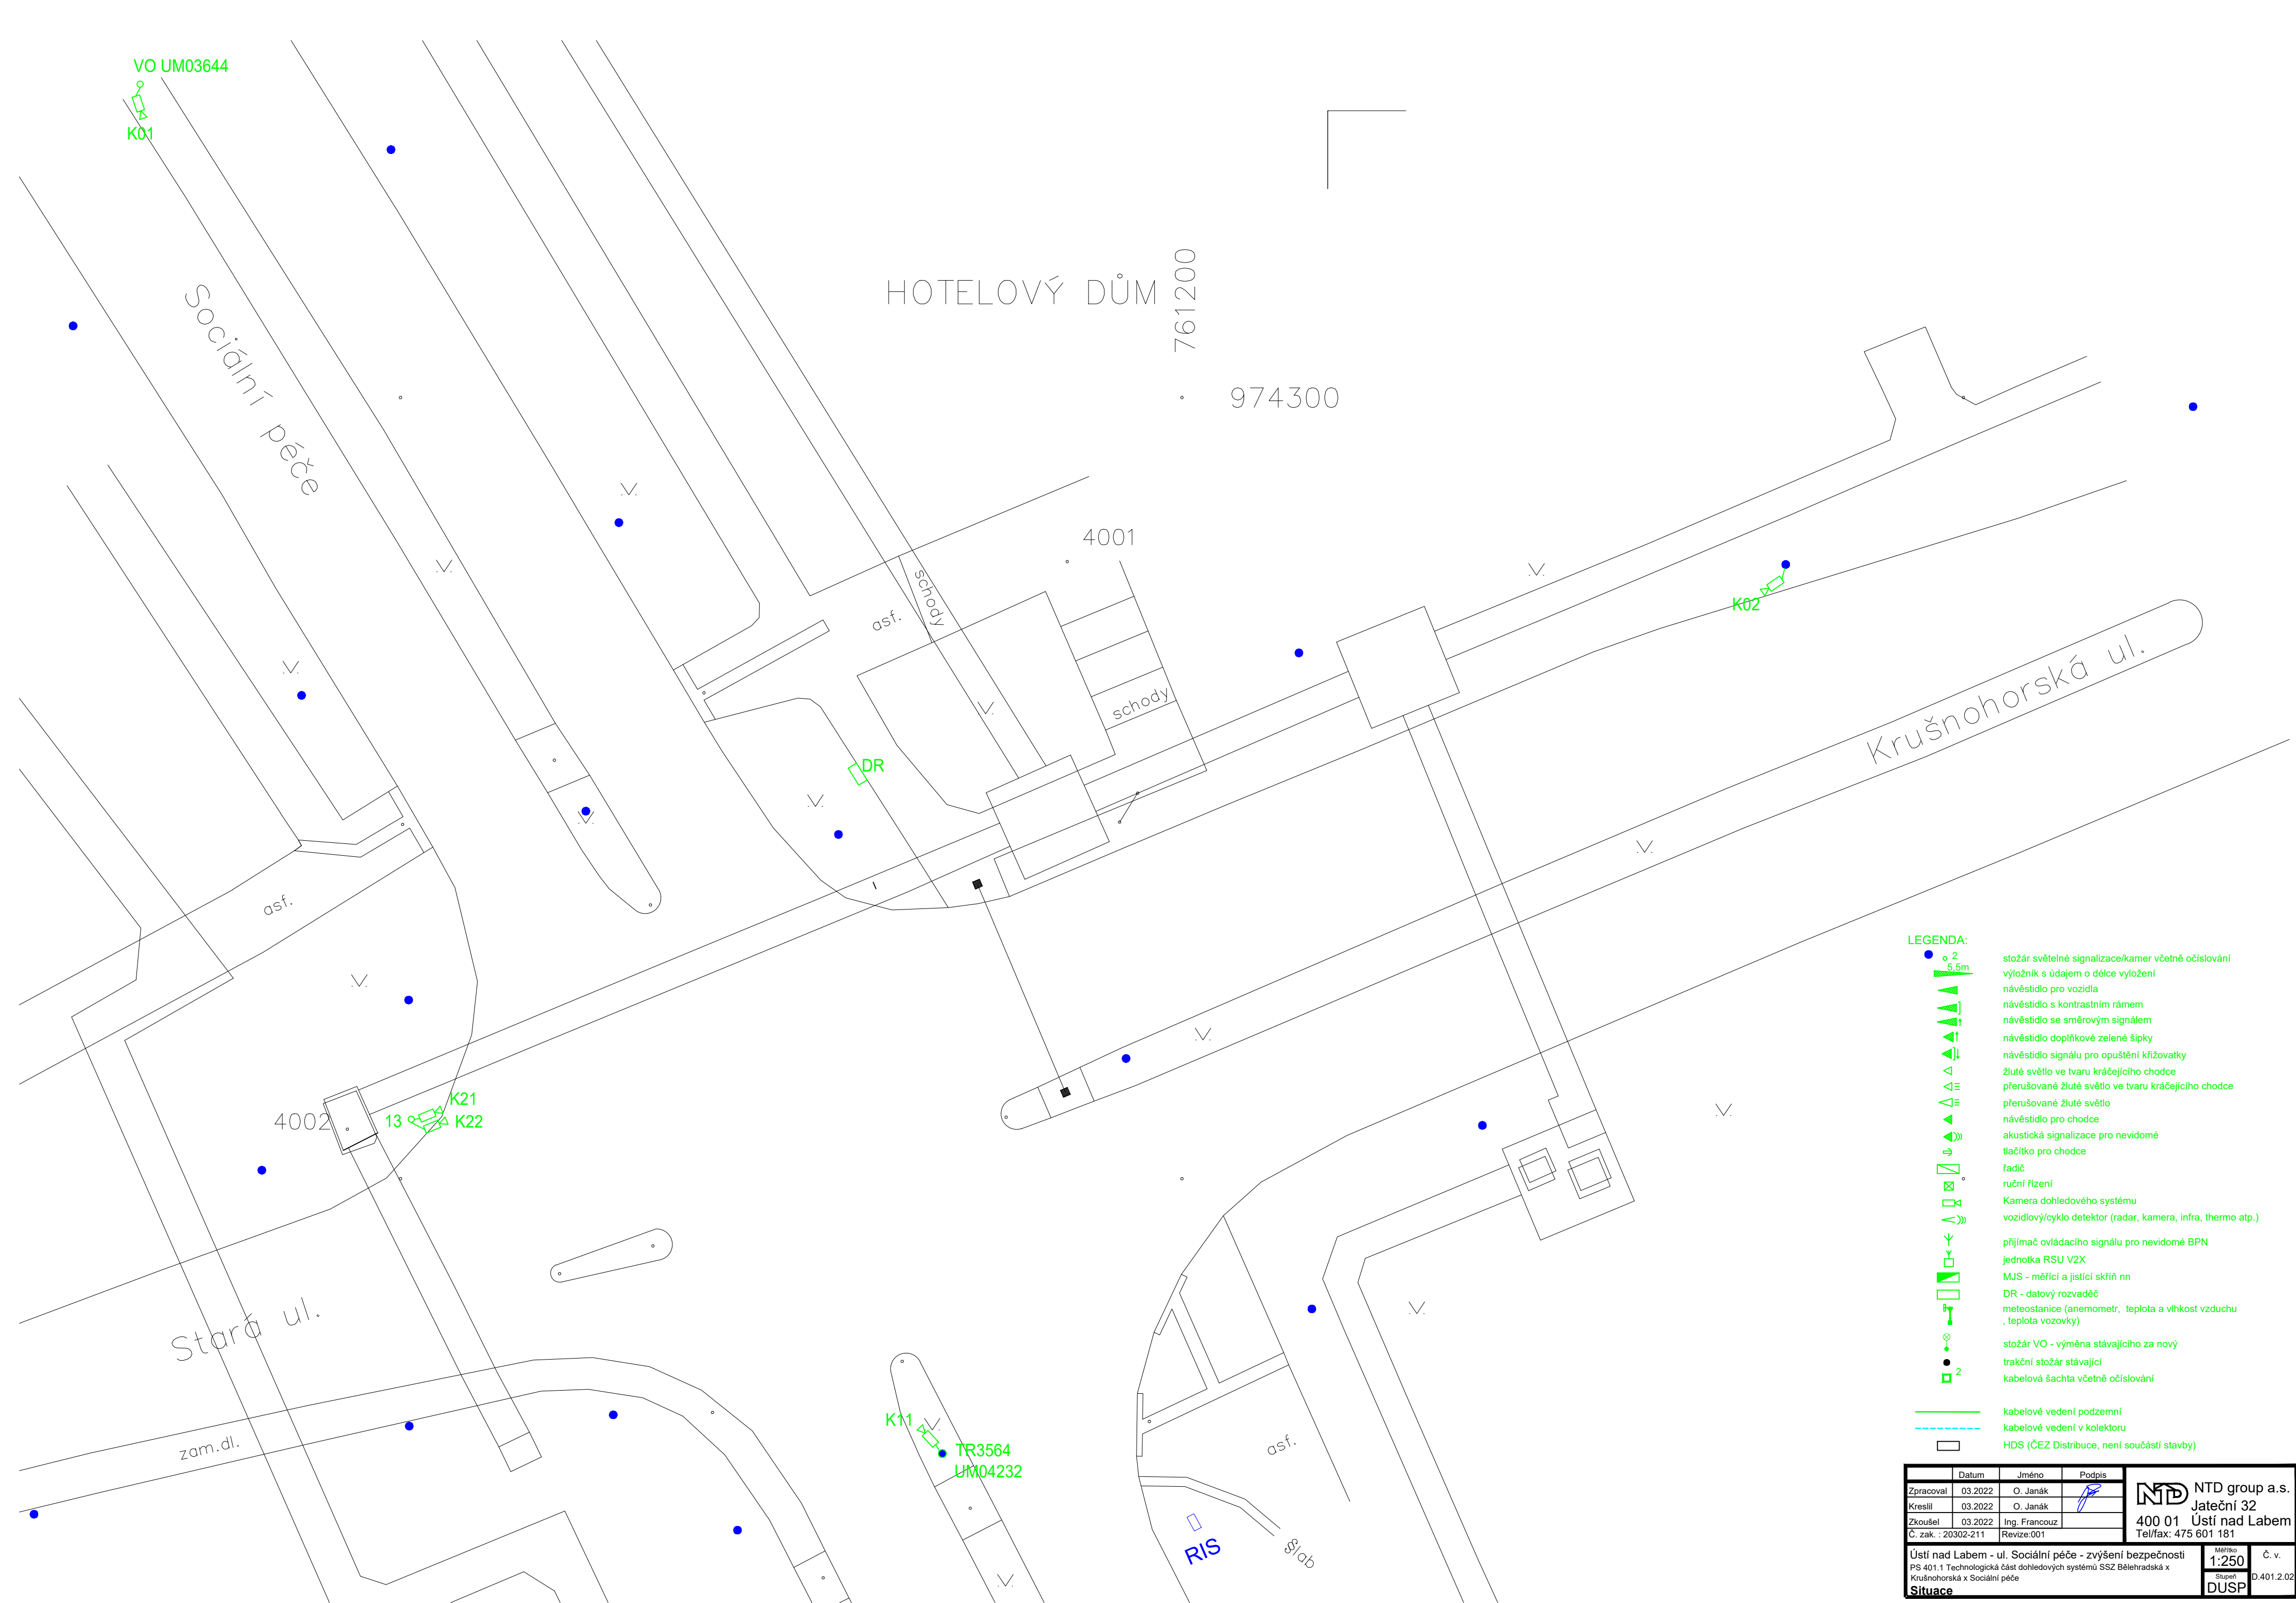 VO UM03644
K01
Sociální péče
HOTELOVÝ DŮM
761200
974300
4001
schody
asf.
schody
K02
Krušnohorská ul.
DR
asf.
4002
13
K21
K22
Stará ul.
zam.dl.
K11
TR3564
UM04232
asf.
RIS
LEGENDA:
2 stožár světelné signalizace/kamer včetně očíslování
5.5m výložník s údajem o délce vyložení
návěstidlo pro vozidla
návěstidlo s kontrastním rámem
návěstidlo se směrovým signálem
návěstidlo doplňkové zelené šipky
návěstidlo signálu pro opuštění křižovatky
žluté světlo ve tvaru kráčejícího chodce
přerušované žluté světlo ve tvaru kráčejícího chodce
přerušované žluté světlo
návěstidlo pro chodce
akustická signalizace pro nevidomé
tlačítko pro chodce
řadič
ruční řízení
Kamera dohledového systému
vozidlový/cyklo detektor (radar, kamera, infra, thermo atp.)
přijímač ovládacího signálu pro nevidomé BPN
jednotka RSU V2X
MJS - měřící a jistící skříň nn
DR - datový rozvaděč
meteostanice (anemometr, teplota a vlhkost vzduchu
, teplota vozovky)
stožár VO - výměna stávajícího za nový
trakční stožár stávající
2 kabelová šachta včetně očíslování
kabelové vedení podzemní
kabelové vedení v kolektoru
HDS (ČEZ Distribuce, není součástí stavby)
Datum Jméno Podpis
Zpracoval 03.2022 O. Janák
Kreslil 03.2022 O. Janák
Zkoušel 03.2022 Ing. Francouz
Č. zak. : 20302-211 Revize:001
NTD NTD group a.s.
Jateční 32
400 01 Ústí nad Labem
Tel/fax: 475 601 181
Ústí nad Labem - ul. Sociální péče - zvýšení bezpečnosti
PS 401.1 Technologická část dohledových systémů SSZ Bělehradská x
Krušnohorská x Sociální péče
Situace
Měřítko
1:250
Stupeň
DUSP
Č. v.
D.401.2.02